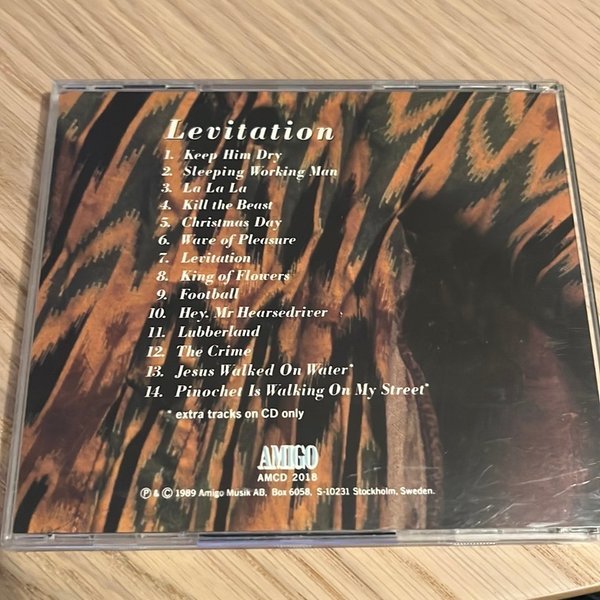 Levitation
1. Keep Him Dry
2. Sleeping Working Man
3. La La La
4. Kill the Beast
5. Christmas Day
6. Wave of Pleasure
7. Levitation
8. King of Flowers
9. Football
10. Hey, Mr Hearsedriver
11. Lubberland
12. The Crime
13. Jesus Walked On Water*
14. Pinochet Is Walking On My Street*
* extra tracks on CD only
AMIGO
AMCD 2018
Ⓟ & © 1989 Amigo Musik AB, Box 6058, S-10231 Stockholm, Sweden.